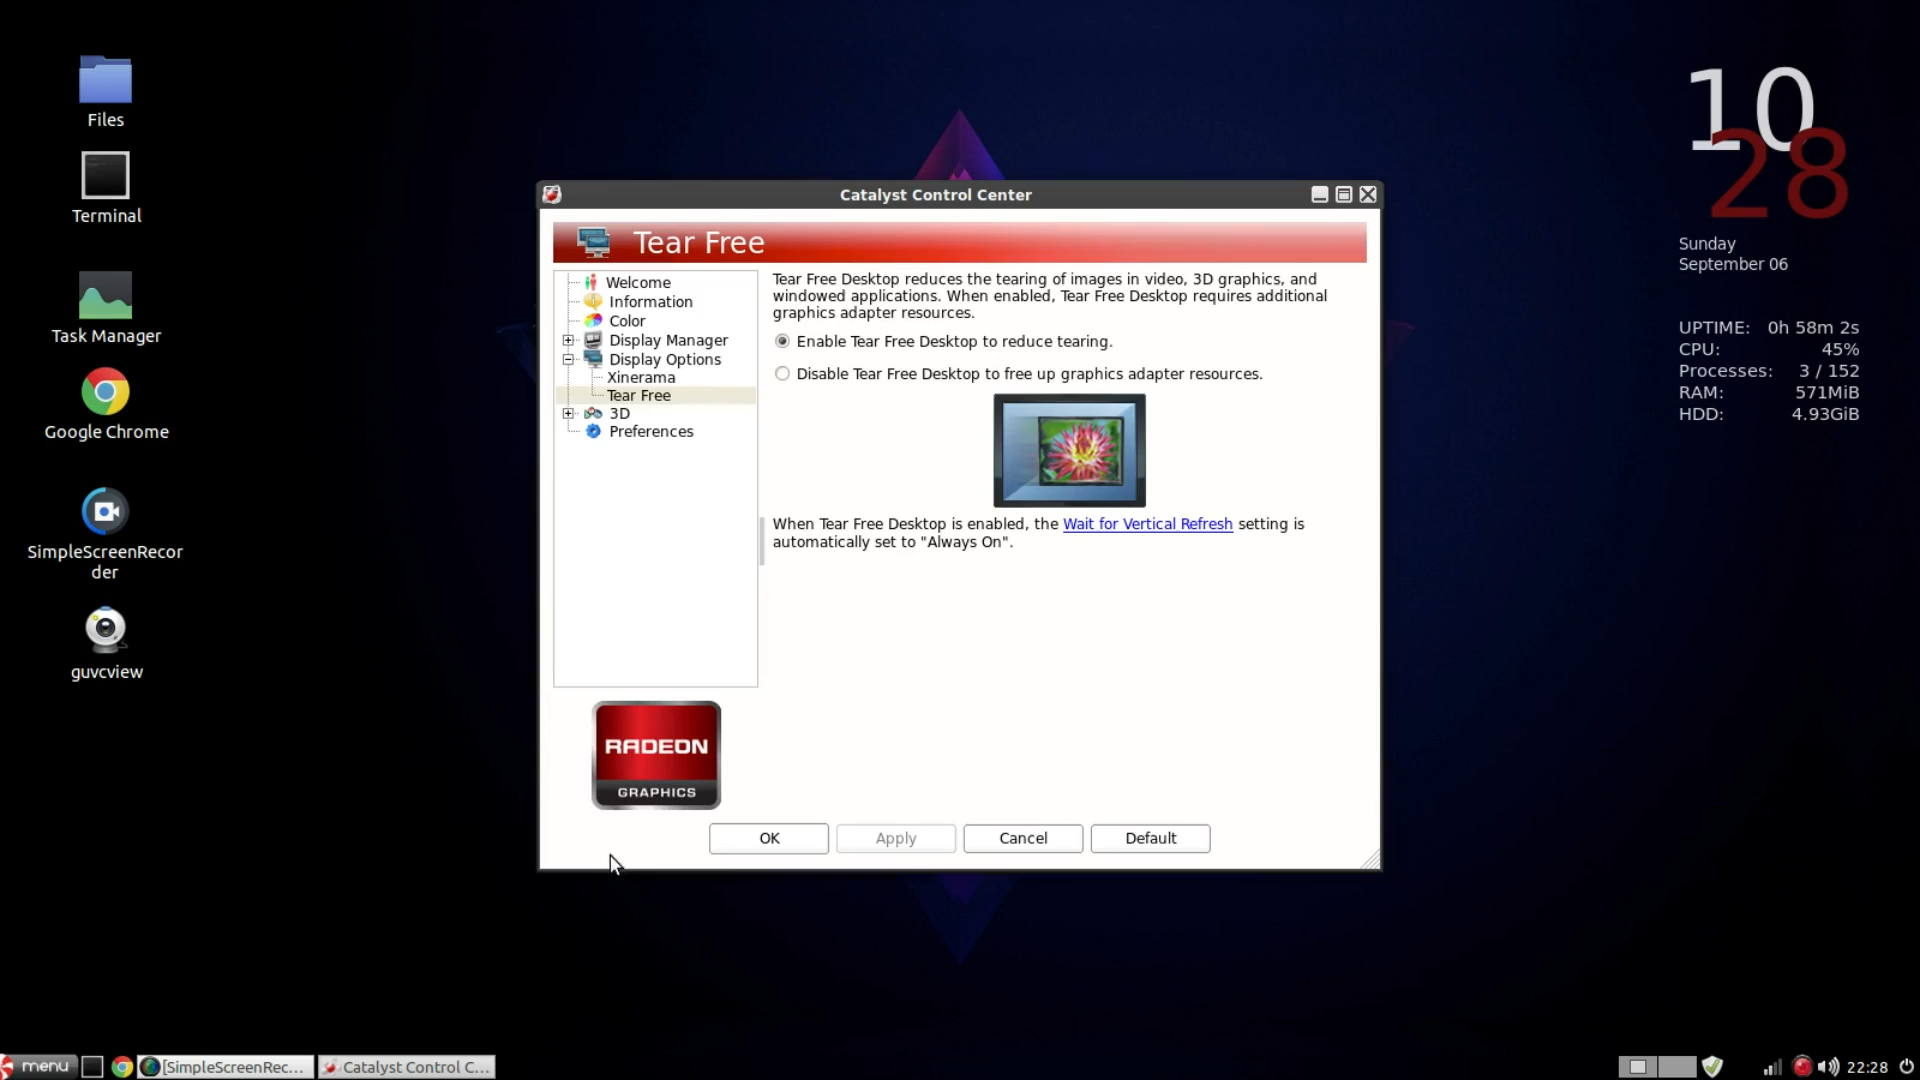 Files
Terminal
Task Manager
Google Chrome
SimpleScreenRecor
der
guvcview
Catalyst Control Center
Tear Free
Welcome
Information
Color
Display Manager
Display Options
Xinerama
Tear Free
3D
Preferences
Tear Free Desktop reduces the tearing of images in video, 3D graphics, and
windowed applications. When enabled, Tear Free Desktop requires additional
graphics adapter resources.
Enable Tear Free Desktop to reduce tearing.
Disable Tear Free Desktop to free up graphics adapter resources.
When Tear Free Desktop is enabled, the Wait for Vertical Refresh setting is
automatically set to "Always On".
RADEON
GRAPHICS
OK
Apply
Cancel
Default
10
28
Sunday
September 06
UPTIME: 0h 58m 2s
CPU: 45%
Processes: 3 / 152
RAM: 571MiB
HDD: 4.93GiB
menu
[SimpleScreenRec...
Catalyst Control C...
22:28